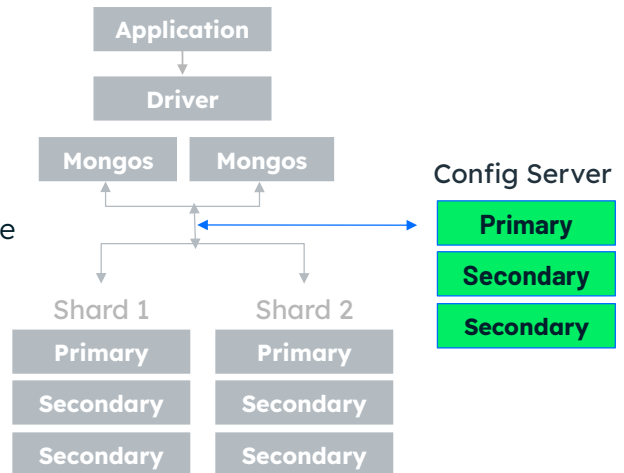 Application
Driver
Mongos Mongos
Config Server
Primary
e
Secondary
Secondary
Shard 1 Shard 2
Primary Primary
Secondary Secondary
Secondary Secondary